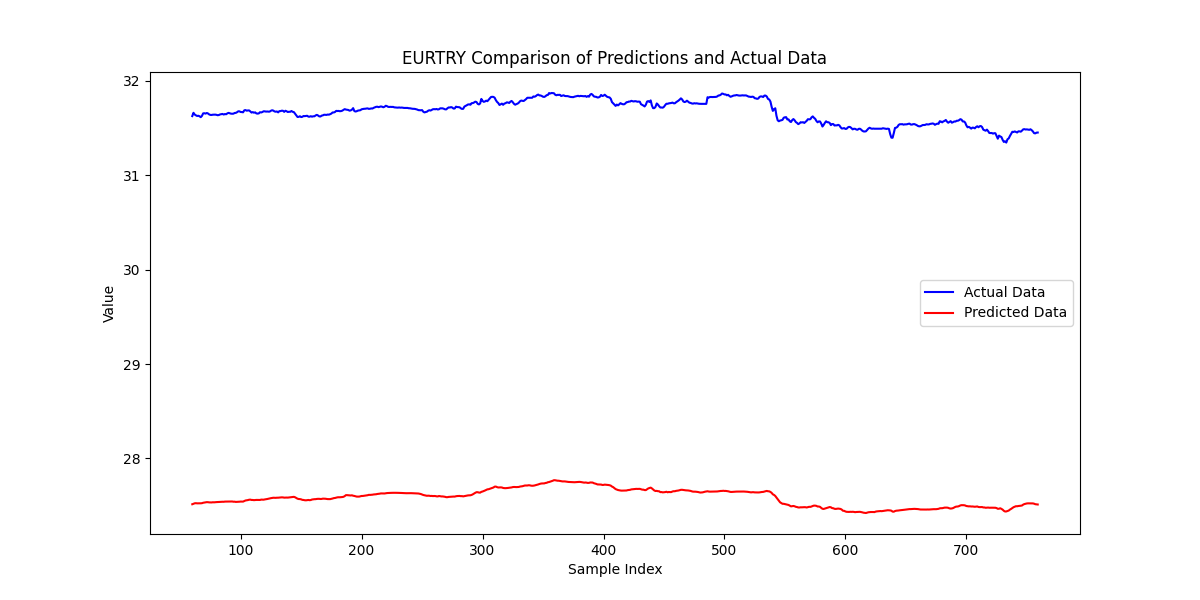 EURTRY Comparison of Predictions and Actual Data
32
31
30
29
28
Value
Actual Data
Predicted Data
100 200 300 400 500 600 700
Sample Index